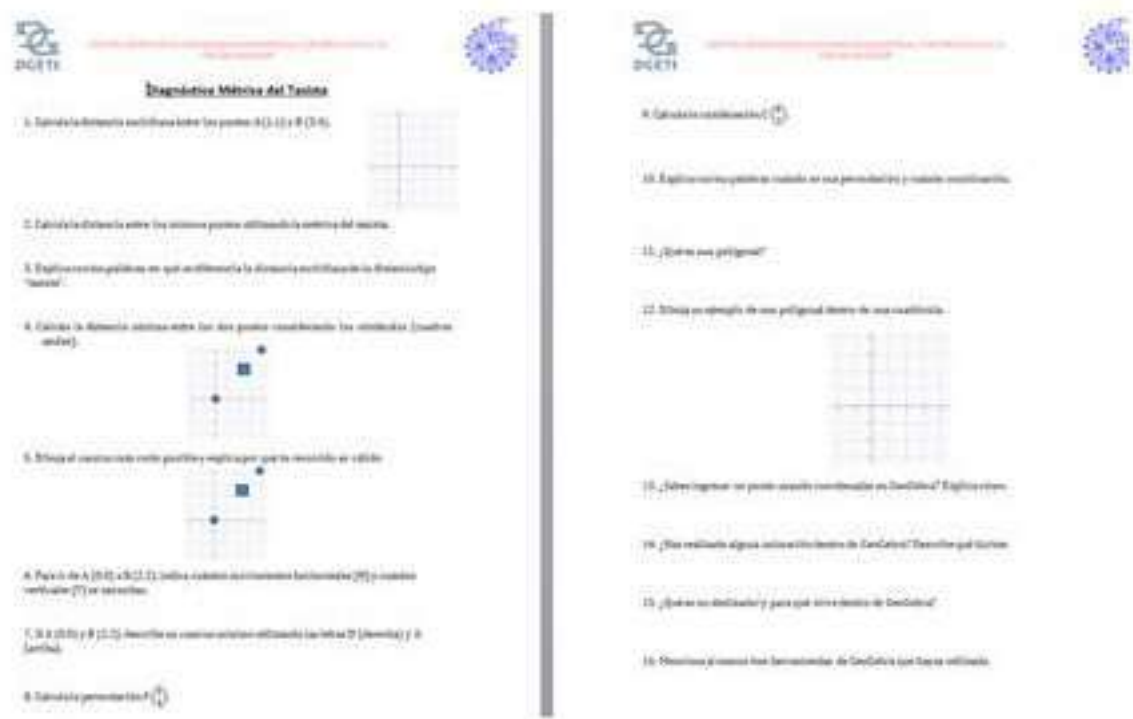 DGETI
Diagnóstico Métrica del Taxista
1. Calcula la distancia euclidiana entre los puntos A
2. Calcula la distancia entre los mismos puntos utilizando la métrica del taxista.
3. Explica con tus palabras en qué se diferencia la distancia euclidiana de la distancia tipo
"taxista".
4. Calcula la distancia mínima entre los dos puntos considerando los obstáculos (cuadros
azules).
5. Dibuja el camino más corto posible y explica por qué tu recorrido es válido.
6. Para ir de A (0,0) a B indica cuántos movimientos horizontales (H) y cuántos
verticales (V) se necesitan.
7. Si A (0,0) y B describe un camino mínimo utilizando las letras D (derecha) y A
(arriba).
8. Calcula la permutación P
DGETI
9. Calcula la combinación C
10. Explica con tus palabras cuándo se usa permutación y cuándo combinación.
11. ¿Qué es una poligonal?
12. Dibuja un ejemplo de una poligonal dentro de una cuadrícula.
13. ¿Sabes ingresar un punto usando coordenadas en GeoGebra? Explica cómo.
14. ¿Has realizado alguna animación dentro de GeoGebra? Describe qué hiciste.
15. ¿Qué es un deslizador y para qué sirve dentro de GeoGebra?
16. Menciona al menos tres herramientas de GeoGebra que hayas utilizado.